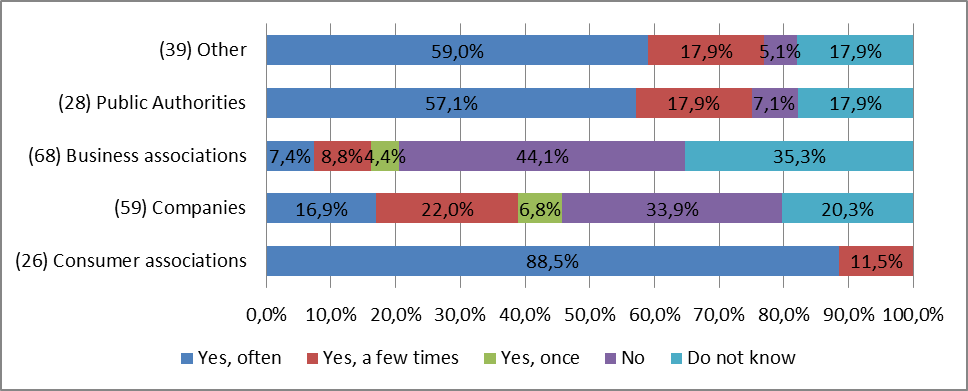 (39) Other 59,0% 17,9% 5,1% 17,9%
(28) Public Authorities 57,1% 17,9% 7,1% 17,9%
(68) Business associations 7,4% 8,8% 4,4% 44,1% 35,3%
(59) Companies 16,9% 22,0% 6,8% 33,9% 20,3%
(26) Consumer associations 88,5% 11,5%
0,0% 10,0% 20,0% 30,0% 40,0% 50,0% 60,0% 70,0% 80,0% 90,0% 100,0%
Yes, often Yes, a few times Yes, once No Do not know